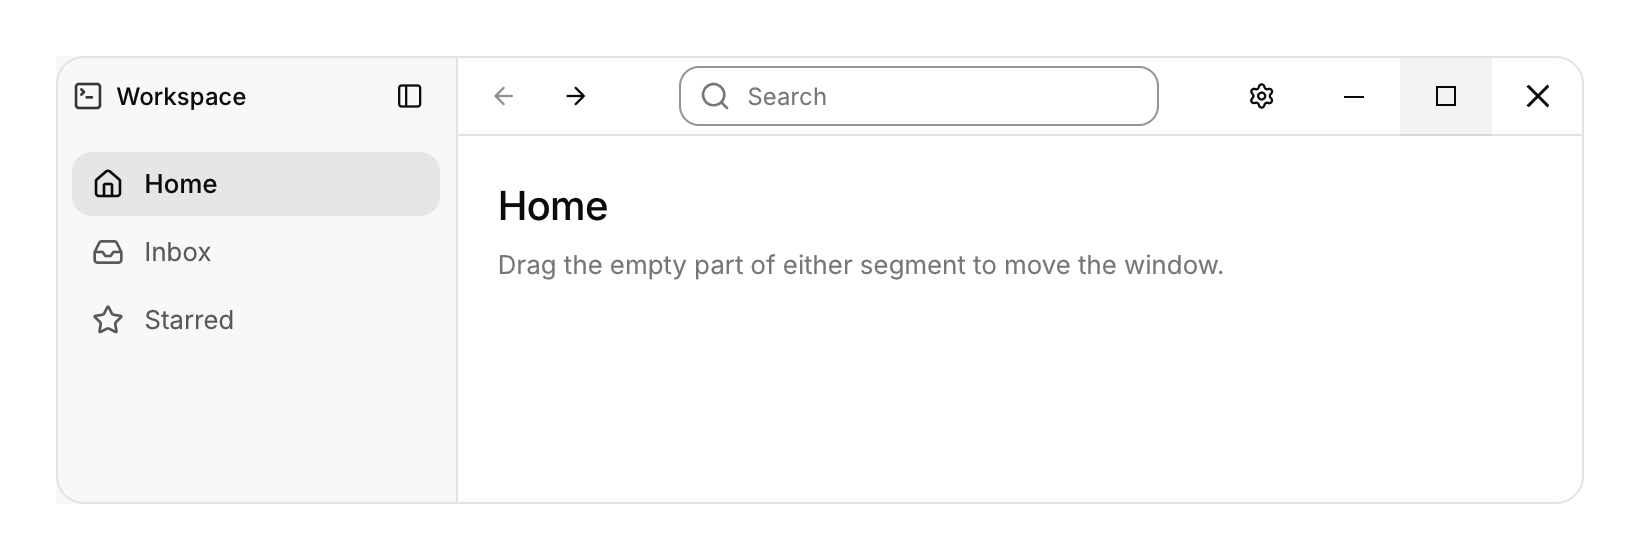 Workspace
Search
Home
Inbox
Starred
Home
Drag the empty part of either segment to move the window.